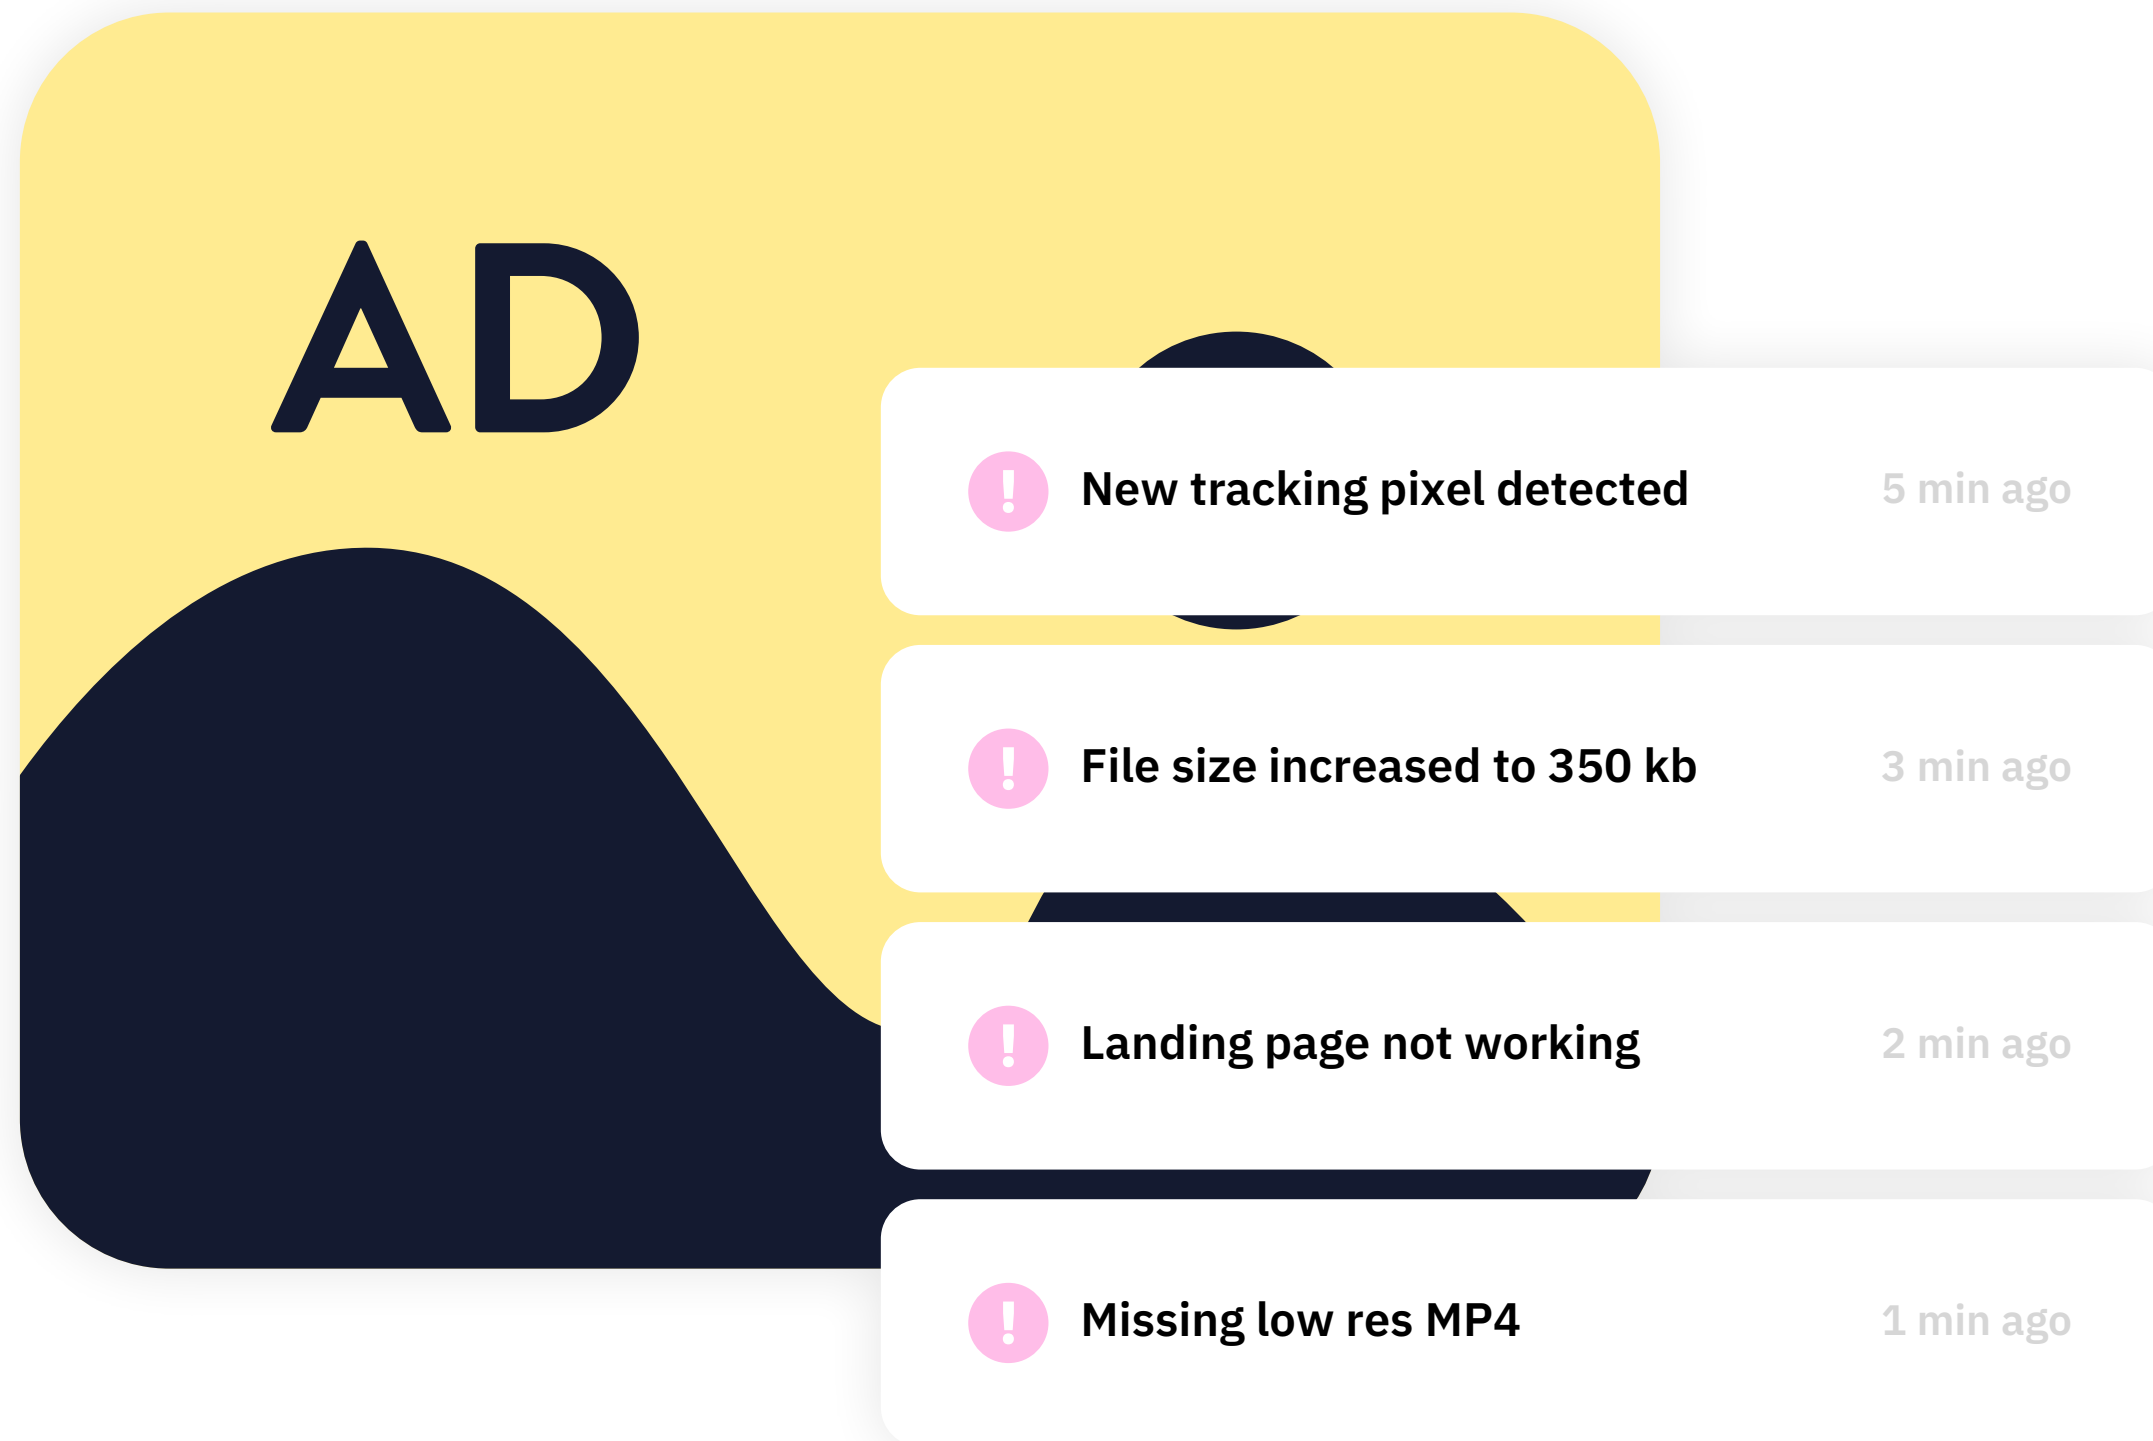 AD
New tracking pixel detected 5 min ago
File size increased to 350 kb 3 min ago
Landing page not working 2 min ago
Missing low res MP4 1 min ago